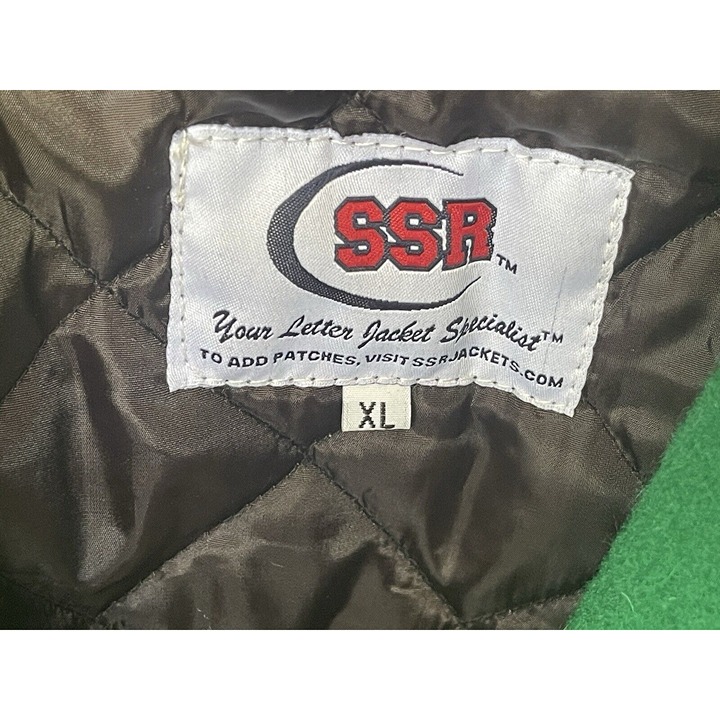 SSR™
Your Letter Jacket Specialist™
TO ADD PATCHES, VISIT SSRJACKETS.COM
XL